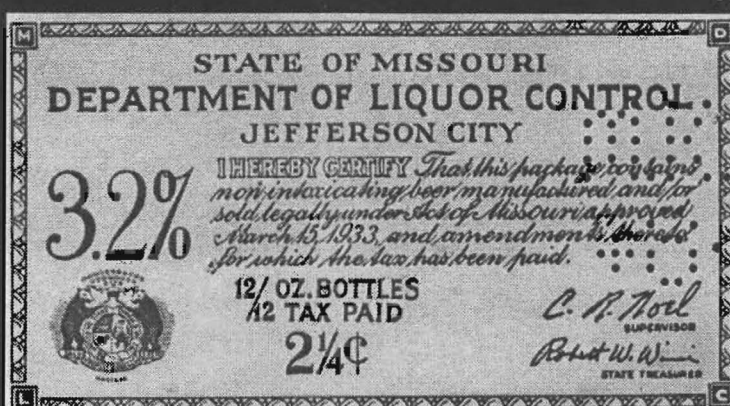 M D
STATE OF MISSOURI
DEPARTMENT OF LIQUOR CONTROL
JEFFERSON CITY
3.2%
I HEREBY CERTIFY That this package contains
non intoxicating beer manufactured and/or
sold legally under Act of Missouri approved
March 15, 1933, and amendments thereto
for which the tax has been paid.
12/12 OZ. BOTTLES
TAX PAID
2¼¢
C. R. Noel
SUPERVISOR
Robert W. Winn
STATE TREASURER
L C